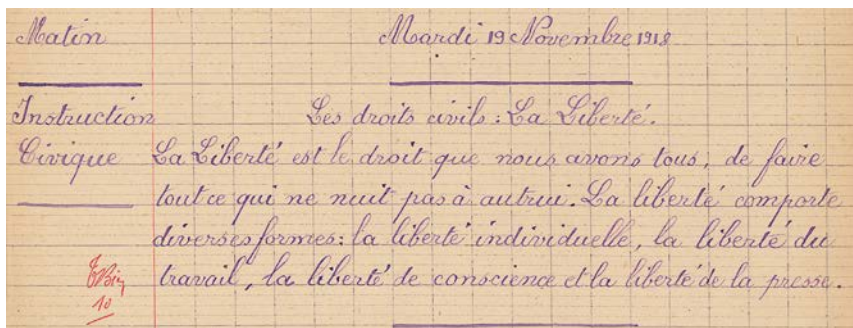 Matin Mardi 19 Novembre 1918
Instruction Les droits civils : La Liberté.
Civique La Liberté est le droit que nous avons tous, de faire
tout ce qui ne nuit pas à autrui. La liberté comporte
diverses formes : la liberté individuelle, la liberté du
travail, la liberté de conscience et la liberté de la presse.
TBien
10